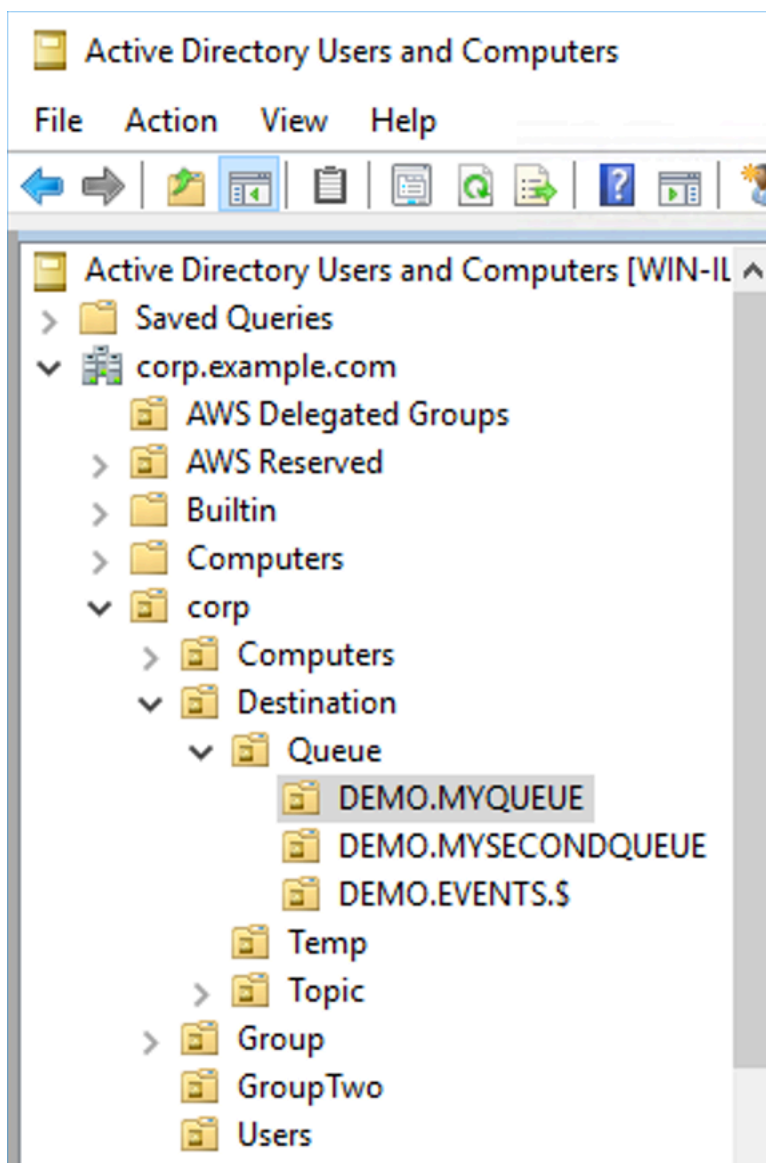 Active Directory Users and Computers
File Action View Help
Active Directory Users and Computers [WIN-IL
Saved Queries
corp.example.com
AWS Delegated Groups
AWS Reserved
Builtin
Computers
corp
Computers
Destination
Queue
DEMO.MYQUEUE
DEMO.MYSECONDQUEUE
DEMO.EVENTS.$
Temp
Topic
Group
GroupTwo
Users